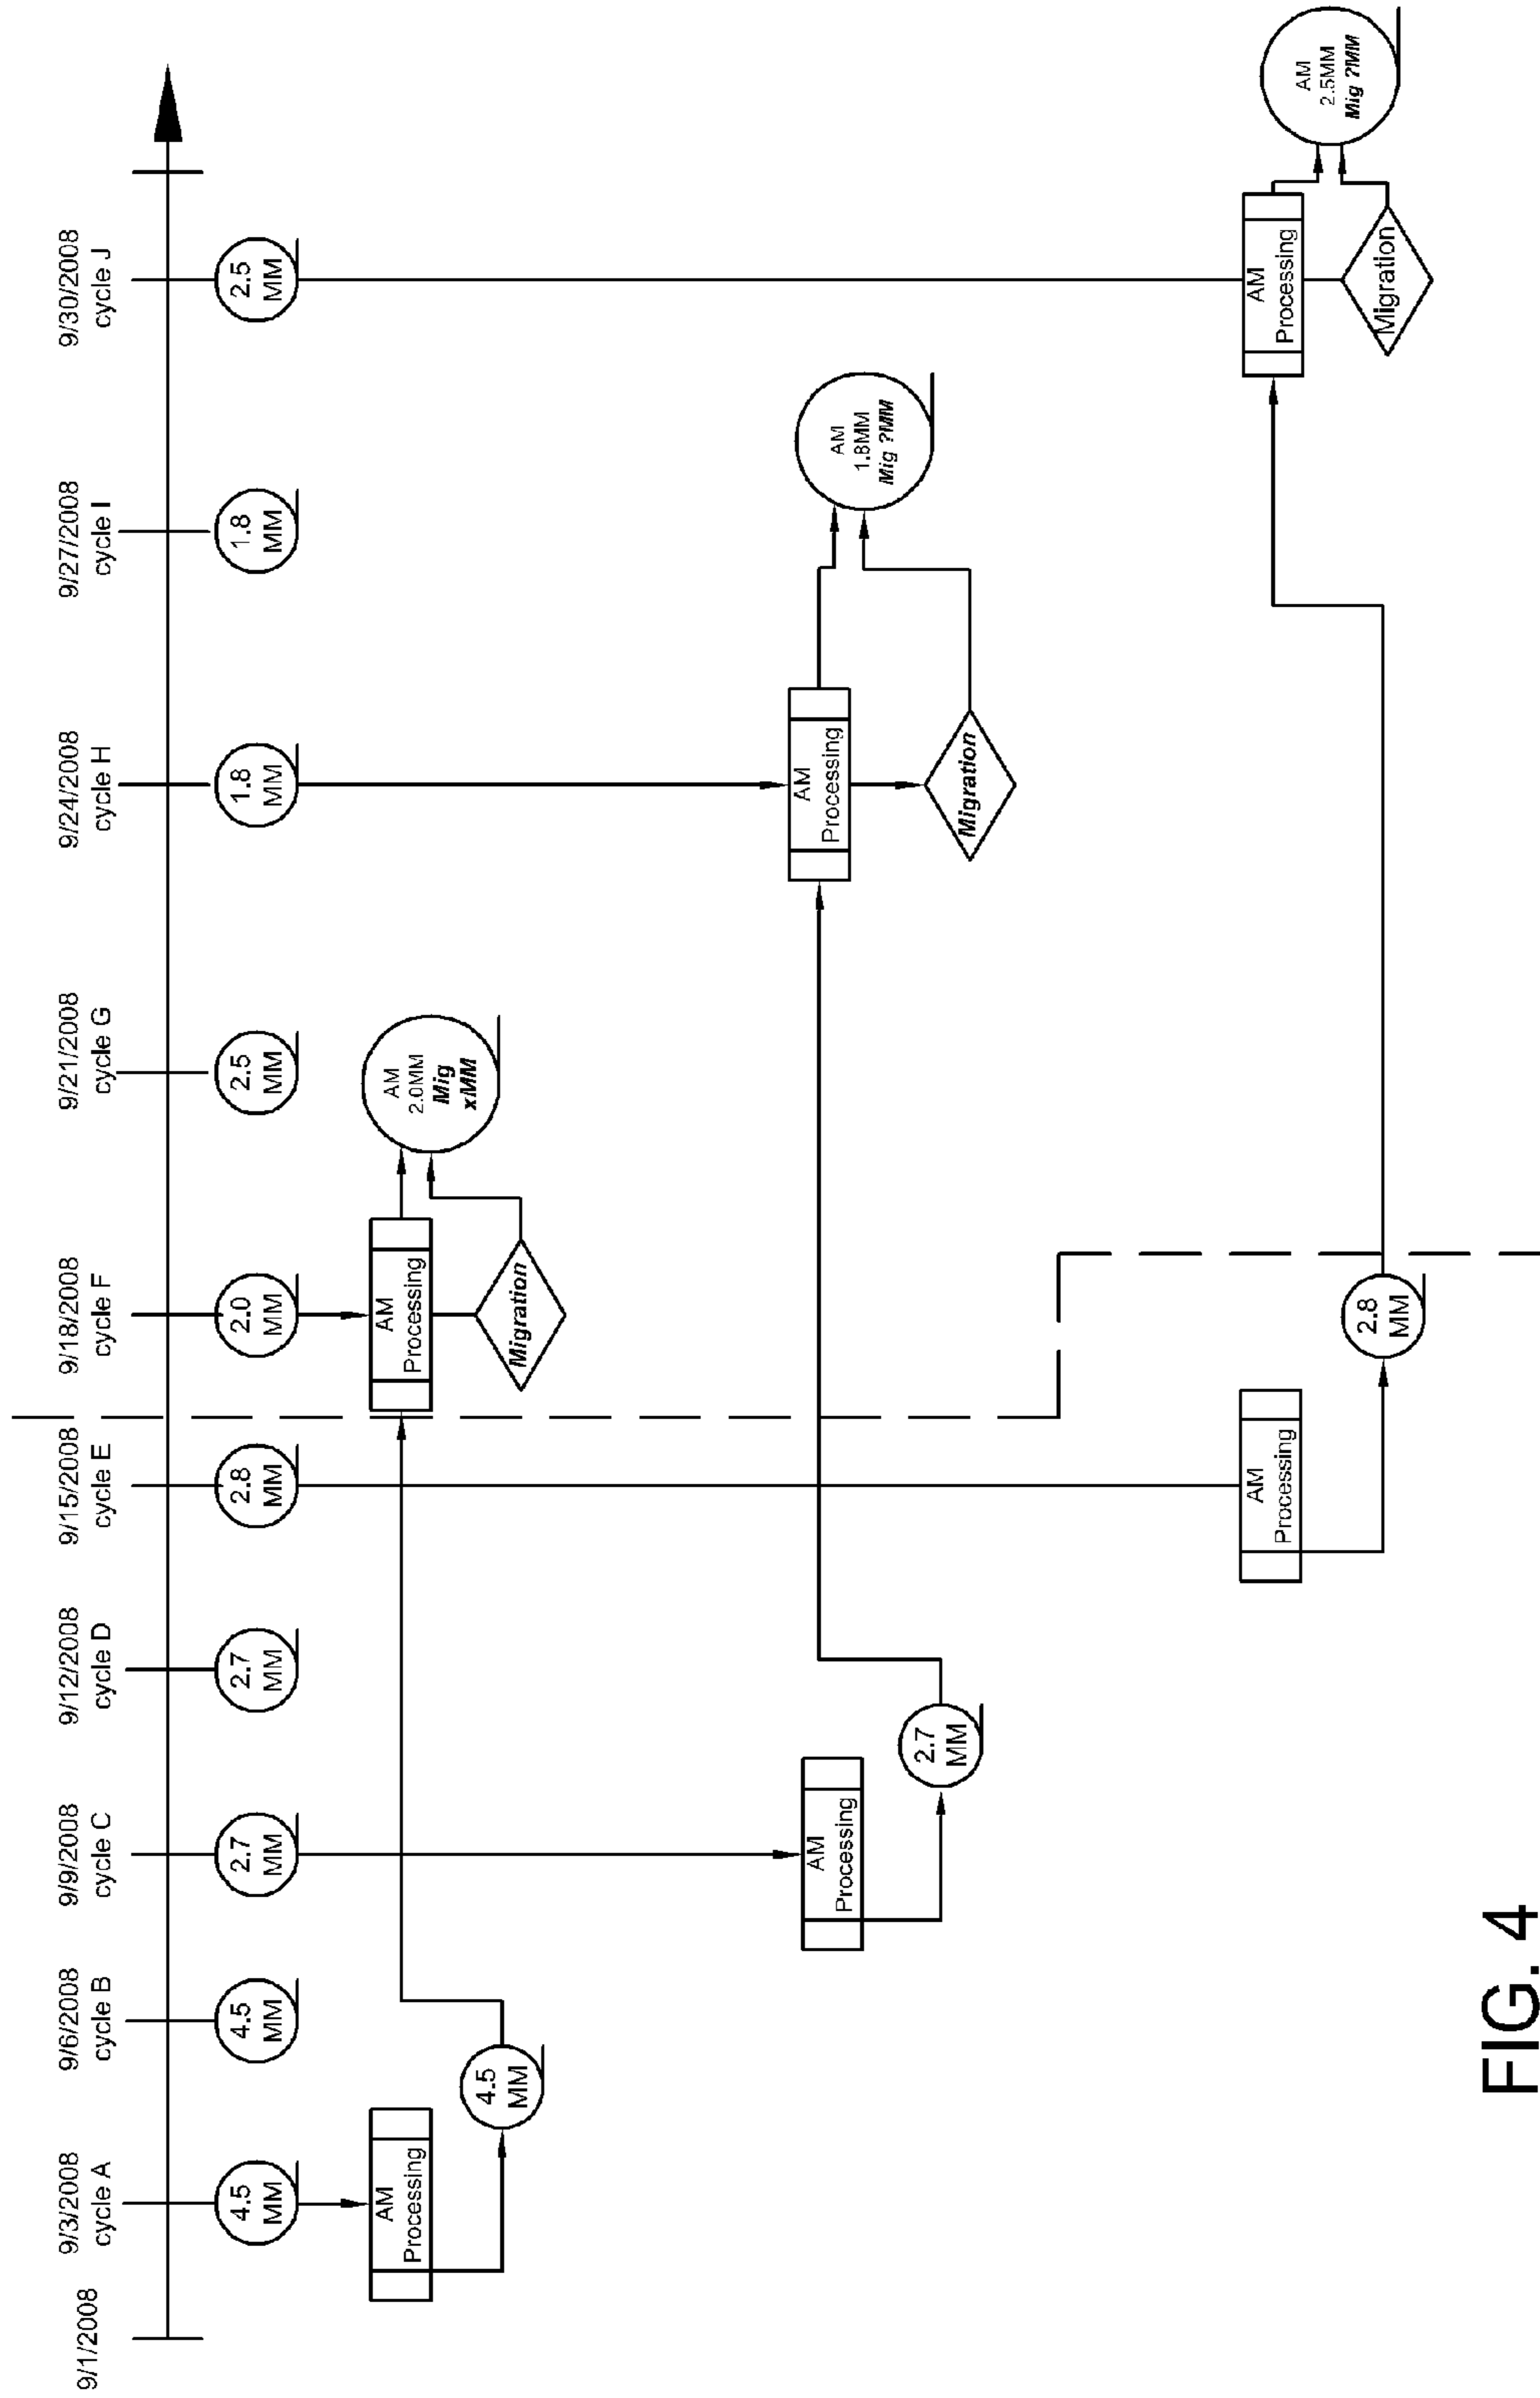 9/1/2008
9/3/2008
cycle A
9/6/2008
cycle B
9/9/2008
cycle C
9/12/2008
cycle D
9/15/2008
cycle E
9/18/2008
cycle F
9/21/2008
cycle G
9/24/2008
cycle H
9/27/2008
cycle I
9/30/2008
cycle J
4.5
MM
4.5
MM
2.7
MM
2.7
MM
2.8
MM
2.0
MM
2.5
MM
1.8
MM
1.8
MM
2.5
MM
AM
Processing
4.5
MM
AM
Processing
Migration
AM
2.0MM
Mig
xMM
AM
Processing
2.7
MM
AM
Processing
Migration
AM
1.8MM
Mig ?MM
AM
Processing
2.8
MM
AM
Processing
Migration
AM
2.5MM
Mig ?MM
FIG. 4